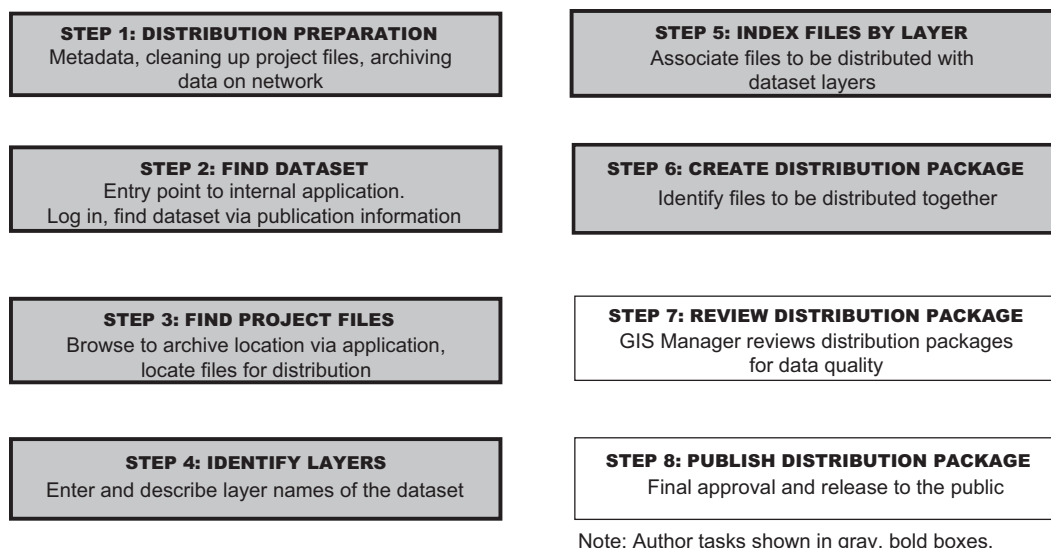 STEP 1: DISTRIBUTION PREPARATION
Metadata, cleaning up project files, archiving
data on network
STEP 2: FIND DATASET
Entry point to internal application.
Log in, find dataset via publication information
STEP 3: FIND PROJECT FILES
Browse to archive location via application,
locate files for distribution
STEP 4: IDENTIFY LAYERS
Enter and describe layer names of the dataset
STEP 5: INDEX FILES BY LAYER
Associate files to be distributed with
dataset layers
STEP 6: CREATE DISTRIBUTION PACKAGE
Identify files to be distributed together
STEP 7: REVIEW DISTRIBUTION PACKAGE
GIS Manager reviews distribution packages
for data quality
STEP 8: PUBLISH DISTRIBUTION PACKAGE
Final approval and release to the public
Note: Author tasks shown in gray, bold boxes.